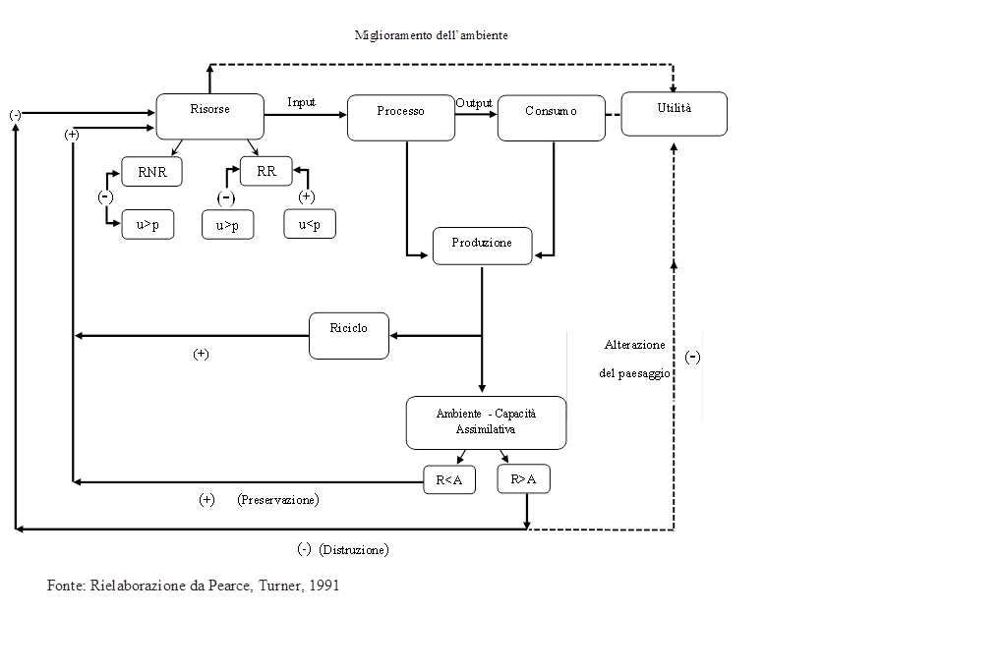 Miglioramento dell'ambiente
(-)
(+)
Risorse
Input
Processo
Output
Consumo
Utilità
RNR
RR
(-)
(-)
(+)
u>p
u>p
u<p
Produzione
Riciclo
(+)
Alterazione
del paesaggio
(-)
Ambiente - Capacità
Assimilativa
R<A
R>A
(+) (Preservazione)
(-) (Distruzione)
Fonte: Rielaborazione da Pearce, Turner, 1991